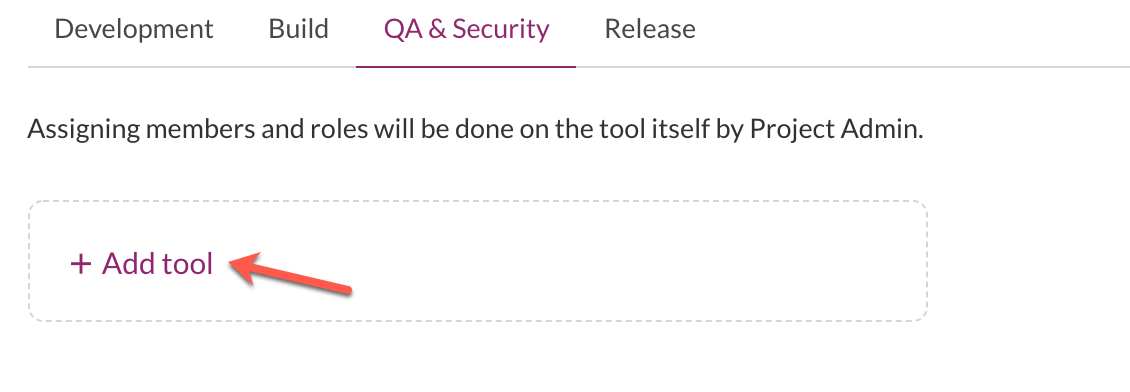 Development Build QA & Security Release
Assigning members and roles will be done on the tool itself by Project Admin.
+ Add tool